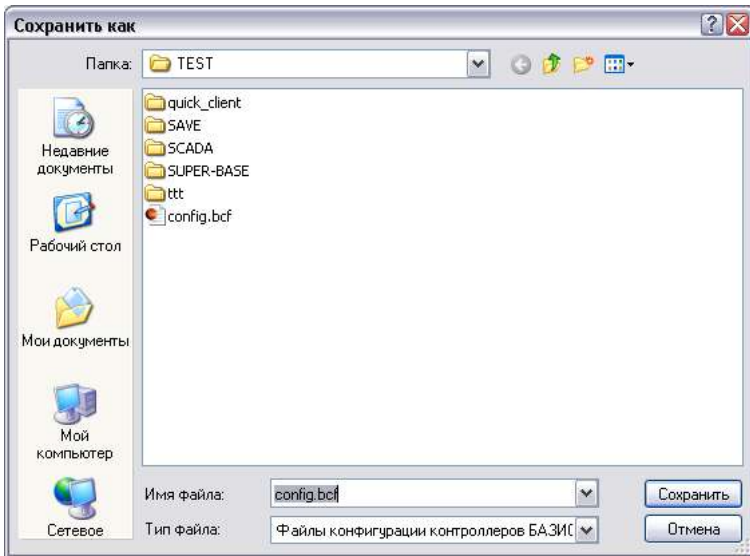 Сохранить как
Папка: TEST
quick_client
SAVE
SCADA
SUPER-BASE
ttt
config.bcf
Недавние
документы
Рабочий стол
Мои документы
Мой
компьютер
Сетевое
Имя файла: config.bcf Сохранить
Тип файла: Файлы конфигурации контроллеров БАЗИС Отмена